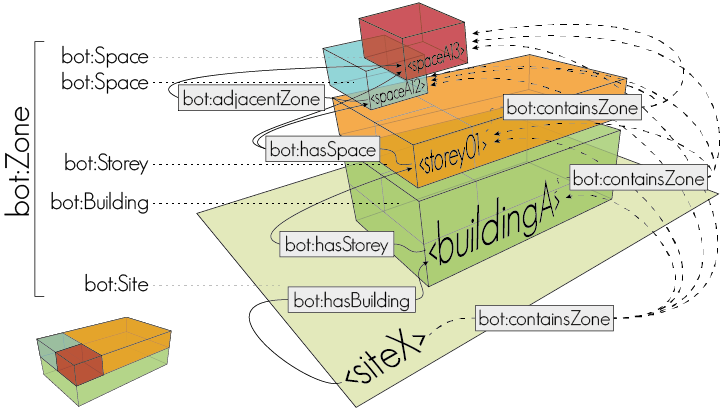 bot:Zone
bot:Space
bot:Space
bot:Storey
bot:Building
bot:Site
<spaceA13>
<spaceA12>
bot:adjacentZone
bot:containsZone
bot:hasSpace
<storey01>
bot:containsZone
<buildingA>
bot:hasStorey
bot:hasBuilding
bot:containsZone
<siteX>